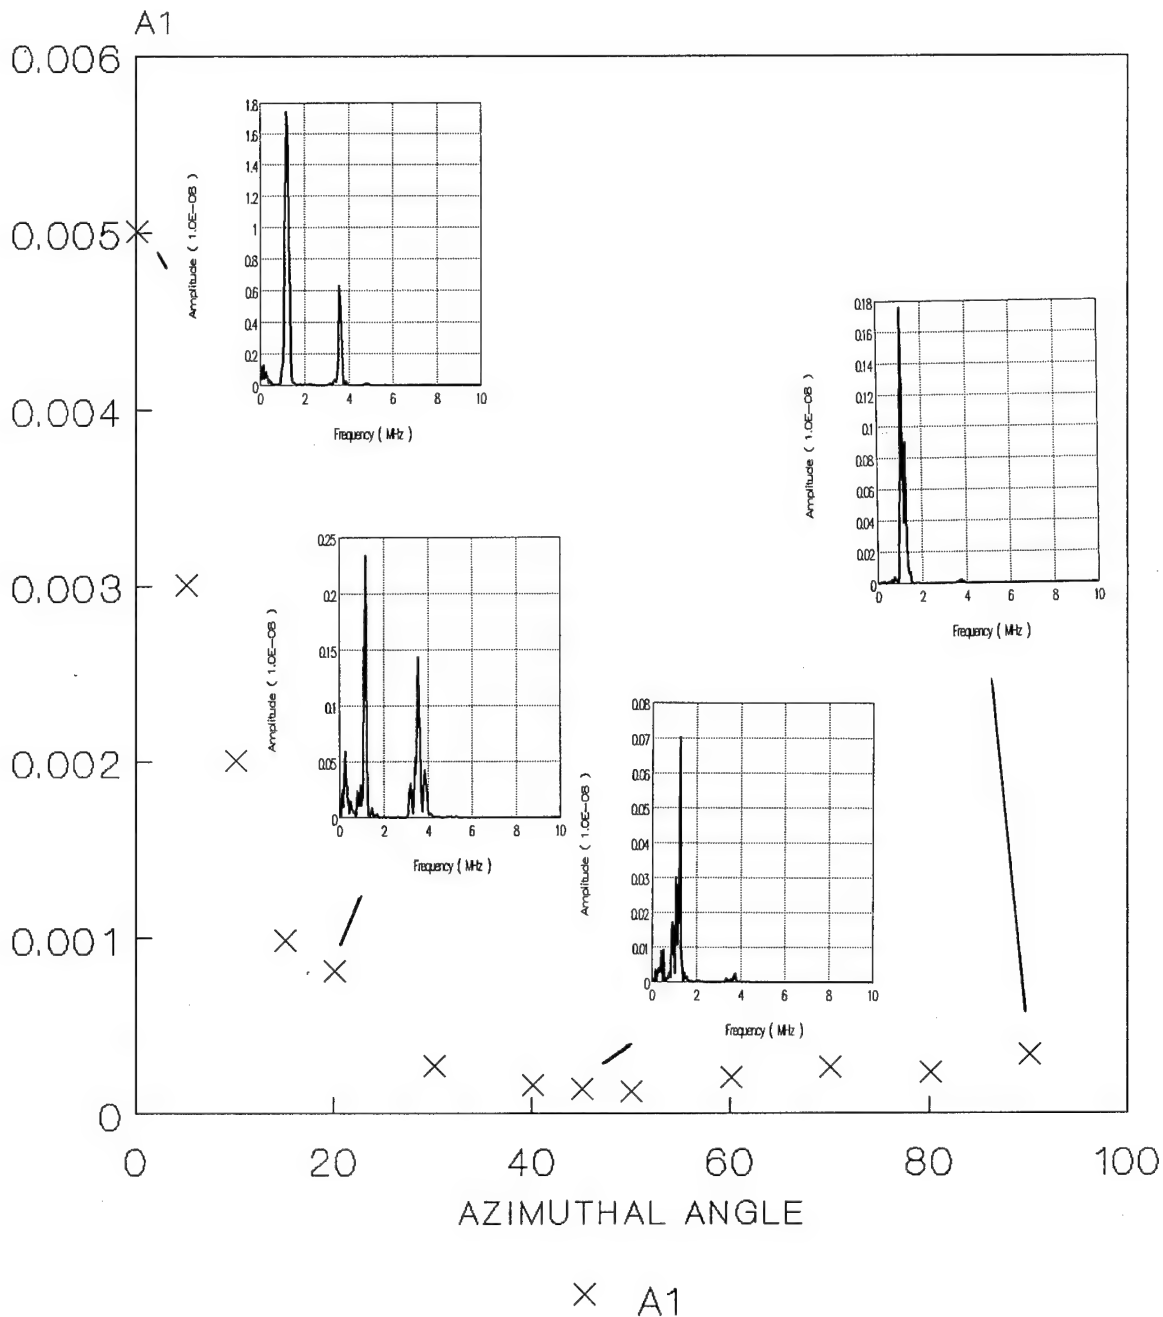 A1
0.006
0.005
0.004
0.003
0.002
0.001
0
0 20 40 60 80 100
AZIMUTHAL ANGLE
× A1
1.8
1.6
1.4
1.2
1
0.8
0.6
0.4
0.2
0
0 2 4 6 8 10
Amplitude ( 1.0E-08 )
Frequency ( MHz )
0.25
0.2
0.15
0.1
0.05
0
0 2 4 6 8 10
Amplitude ( 1.0E-08 )
Frequency ( MHz )
0.08
0.07
0.06
0.05
0.04
0.03
0.02
0.01
0
0 2 4 6 8 10
Amplitude ( 1.0E-08 )
Frequency ( MHz )
0.18
0.16
0.14
0.12
0.1
0.08
0.06
0.04
0.02
0
0 2 4 6 8 10
Amplitude ( 1.0E-08 )
Frequency ( MHz )